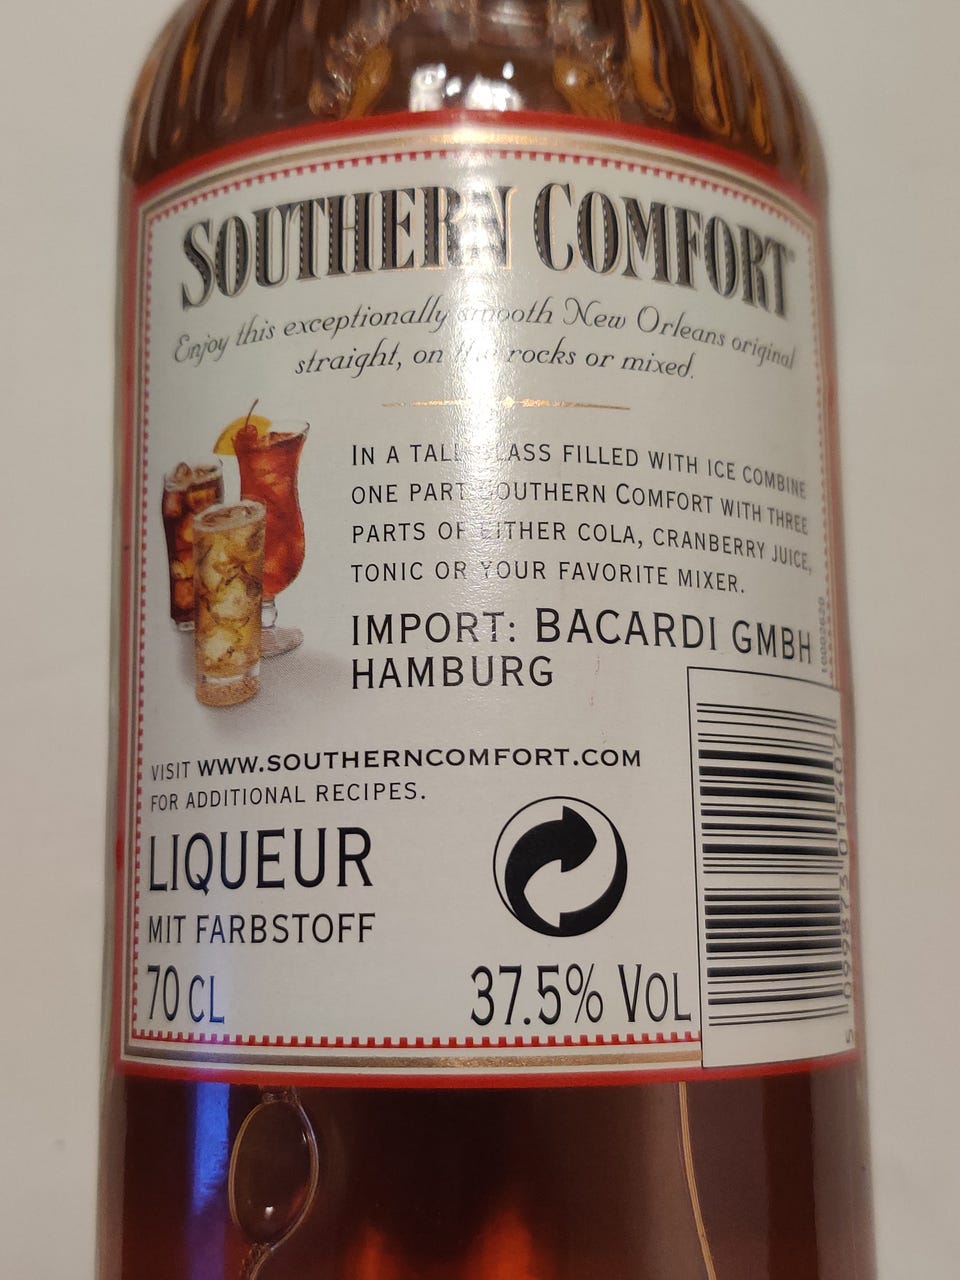 SOUTHERN COMFORT
Enjoy this exceptionally smooth New Orleans original
straight, on the rocks or mixed.
IN A TALL GLASS FILLED WITH ICE COMBINE
ONE PART SOUTHERN COMFORT WITH THREE
PARTS OF EITHER COLA, CRANBERRY JUICE,
TONIC OR YOUR FAVORITE MIXER.
IMPORT: BACARDI GMBH
HAMBURG
VISIT WWW.SOUTHERNCOMFORT.COM
FOR ADDITIONAL RECIPES.
LIQUEUR
MIT FARBSTOFF
70 CL
37.5% VOL
5 099873 015407